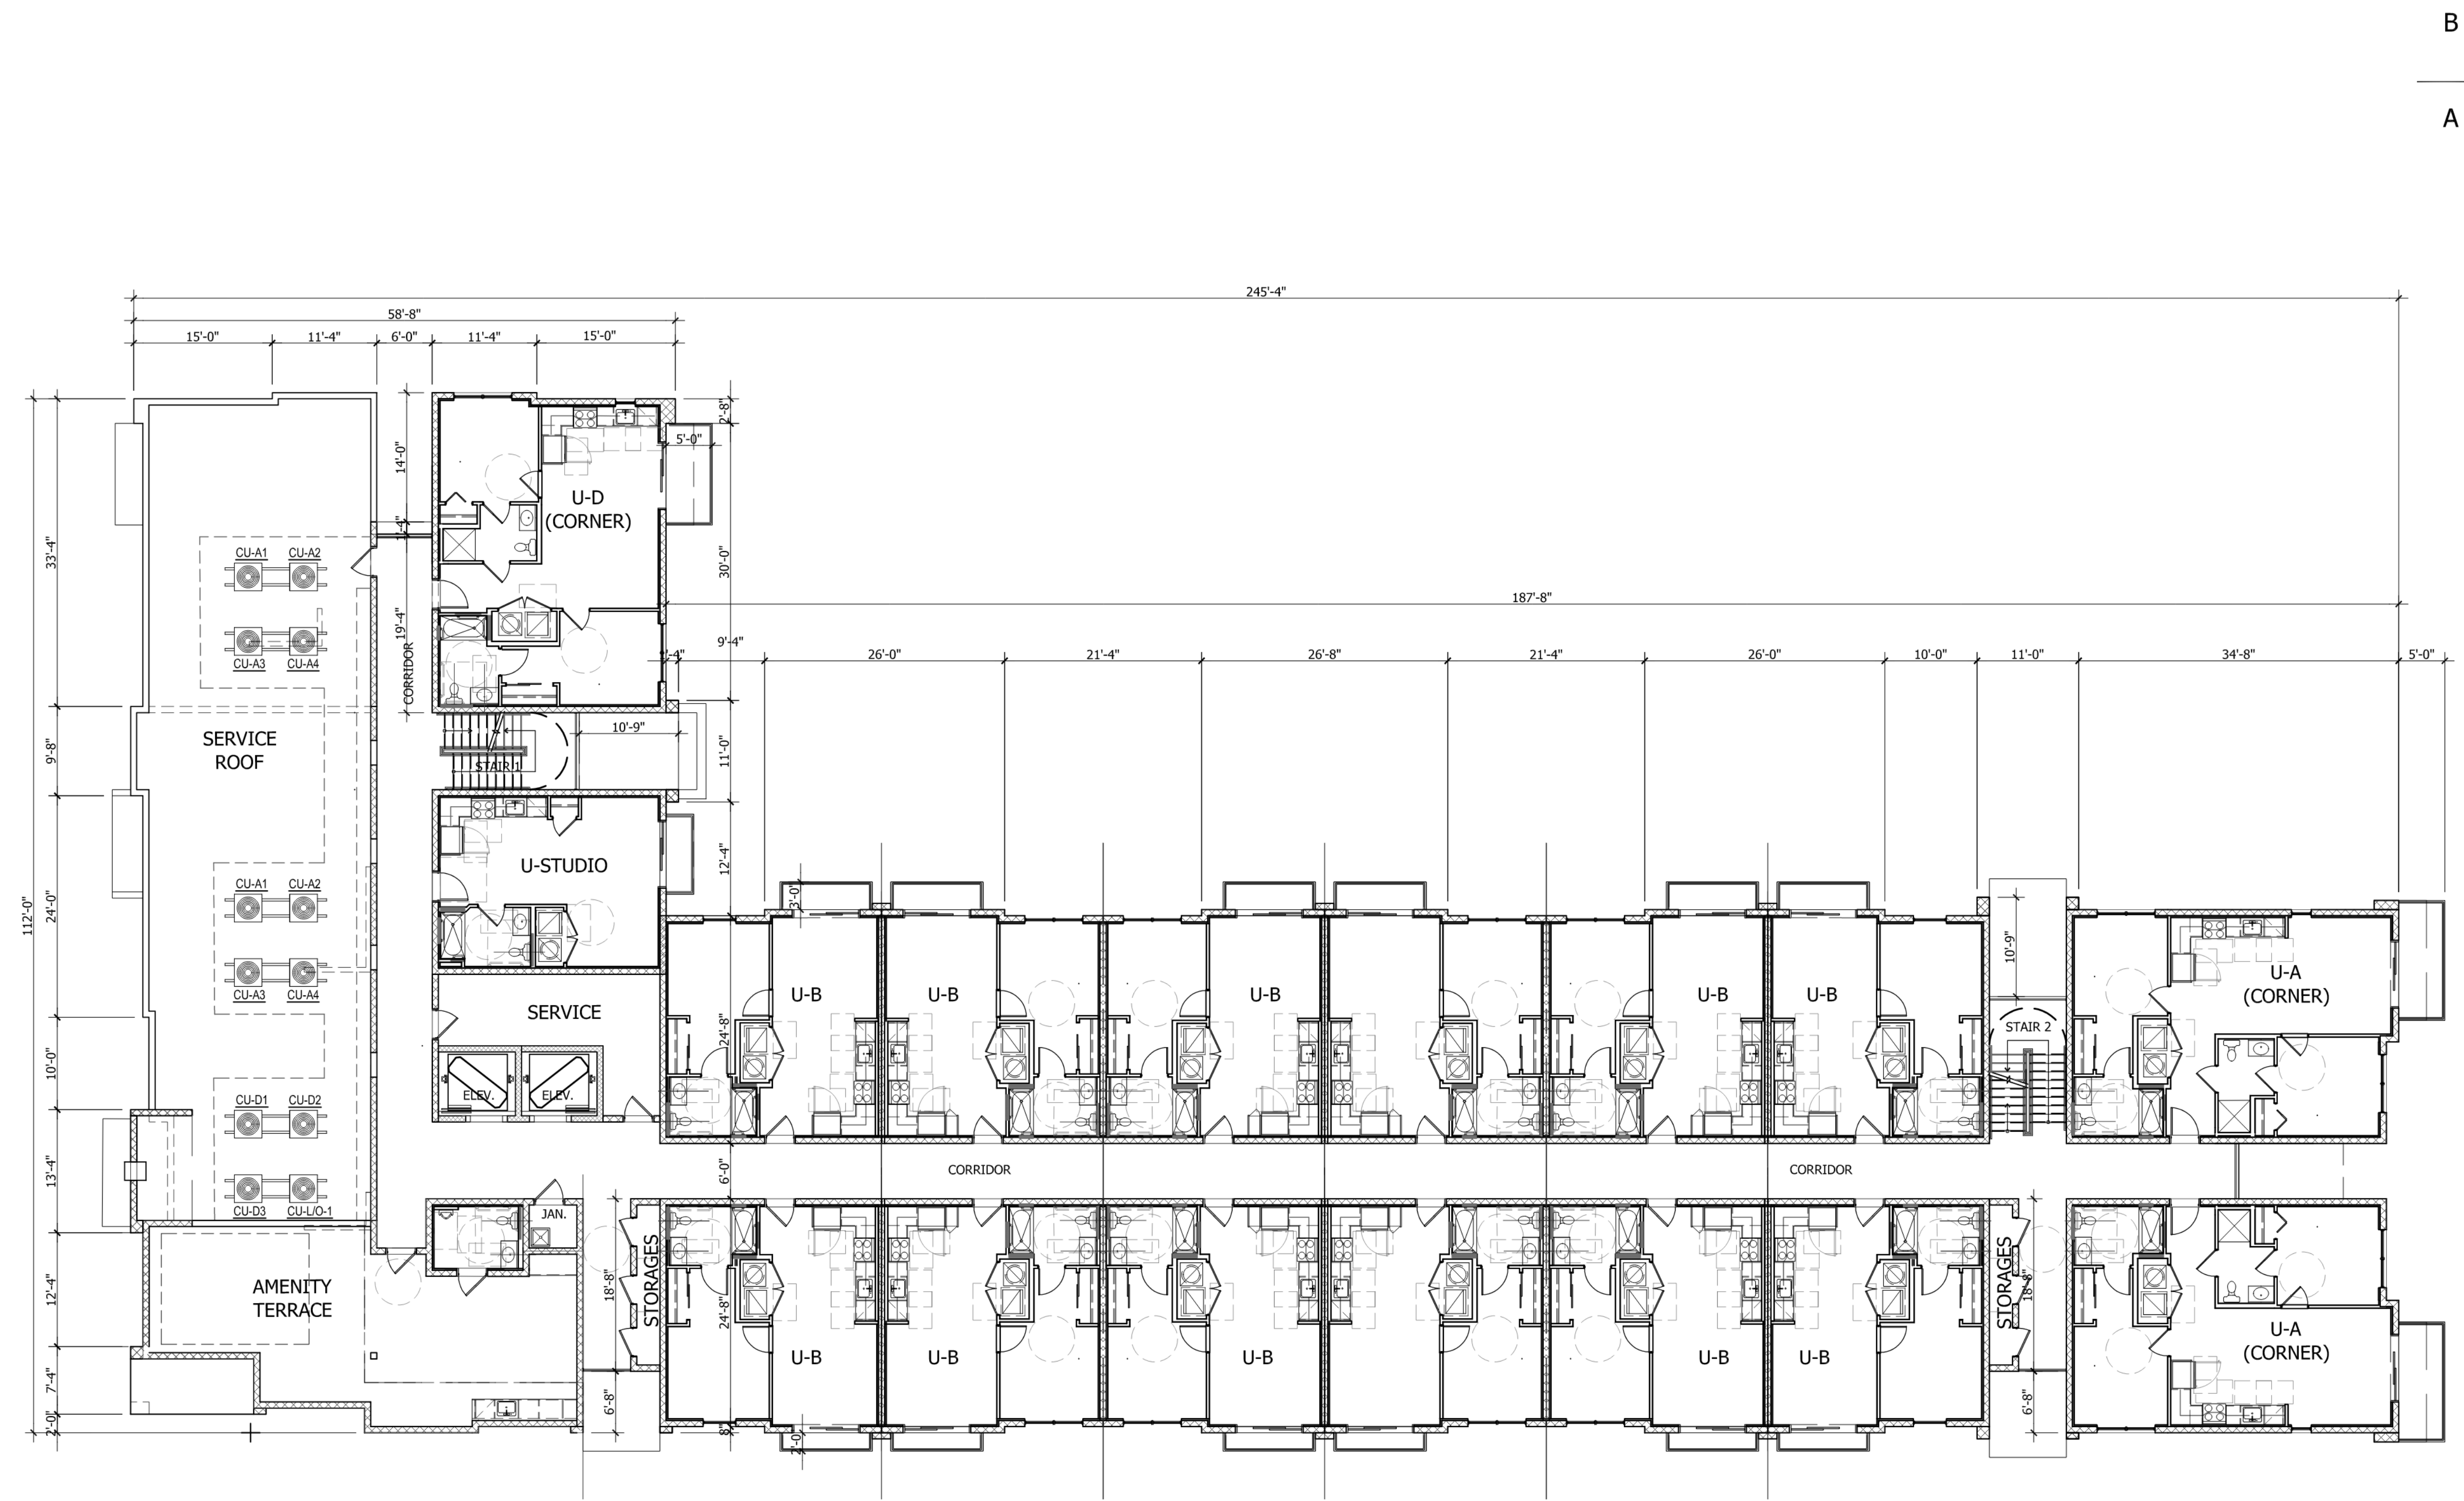 B
A
245'-4"
58'-8"
15'-0"
11'-4"
6'-0"
11'-4"
15'-0"
2'-8"
5'-0"
14'-0"
U-D
(CORNER)
33'-4"
CU-A1
CU-A2
30'-0"
187'-8"
19'-4"
CU-A3
CU-A4
CORRIDOR
9'-4"
26'-0"
21'-4"
26'-8"
21'-4"
26'-0"
10'-0"
11'-0"
34'-8"
5'-0"
SERVICE
ROOF
9'-8"
10'-9"
11'-0"
STAIR 1
12'-4"
U-STUDIO
112'-0"
24'-0"
CU-A1
CU-A2
3'-0"
10'-9"
CU-A3
CU-A4
SERVICE
24'-8"
U-B
U-B
U-B
U-B
U-B
U-A
(CORNER)
STAIR 2
10'-0"
ELEV.
ELEV.
CU-D1
CU-D2
13'-4"
6'-0"
CORRIDOR
CORRIDOR
CU-D3
CU-L/O-1
JAN.
AMENITY
TERRACE
12'-4"
18'-8"
STORAGES
24'-8"
STORAGES
18'-8"
U-B
U-B
U-B
U-B
U-B
U-A
(CORNER)
7'-4"
6'-8"
6'-8"
2'-0"
8"
2'-0"